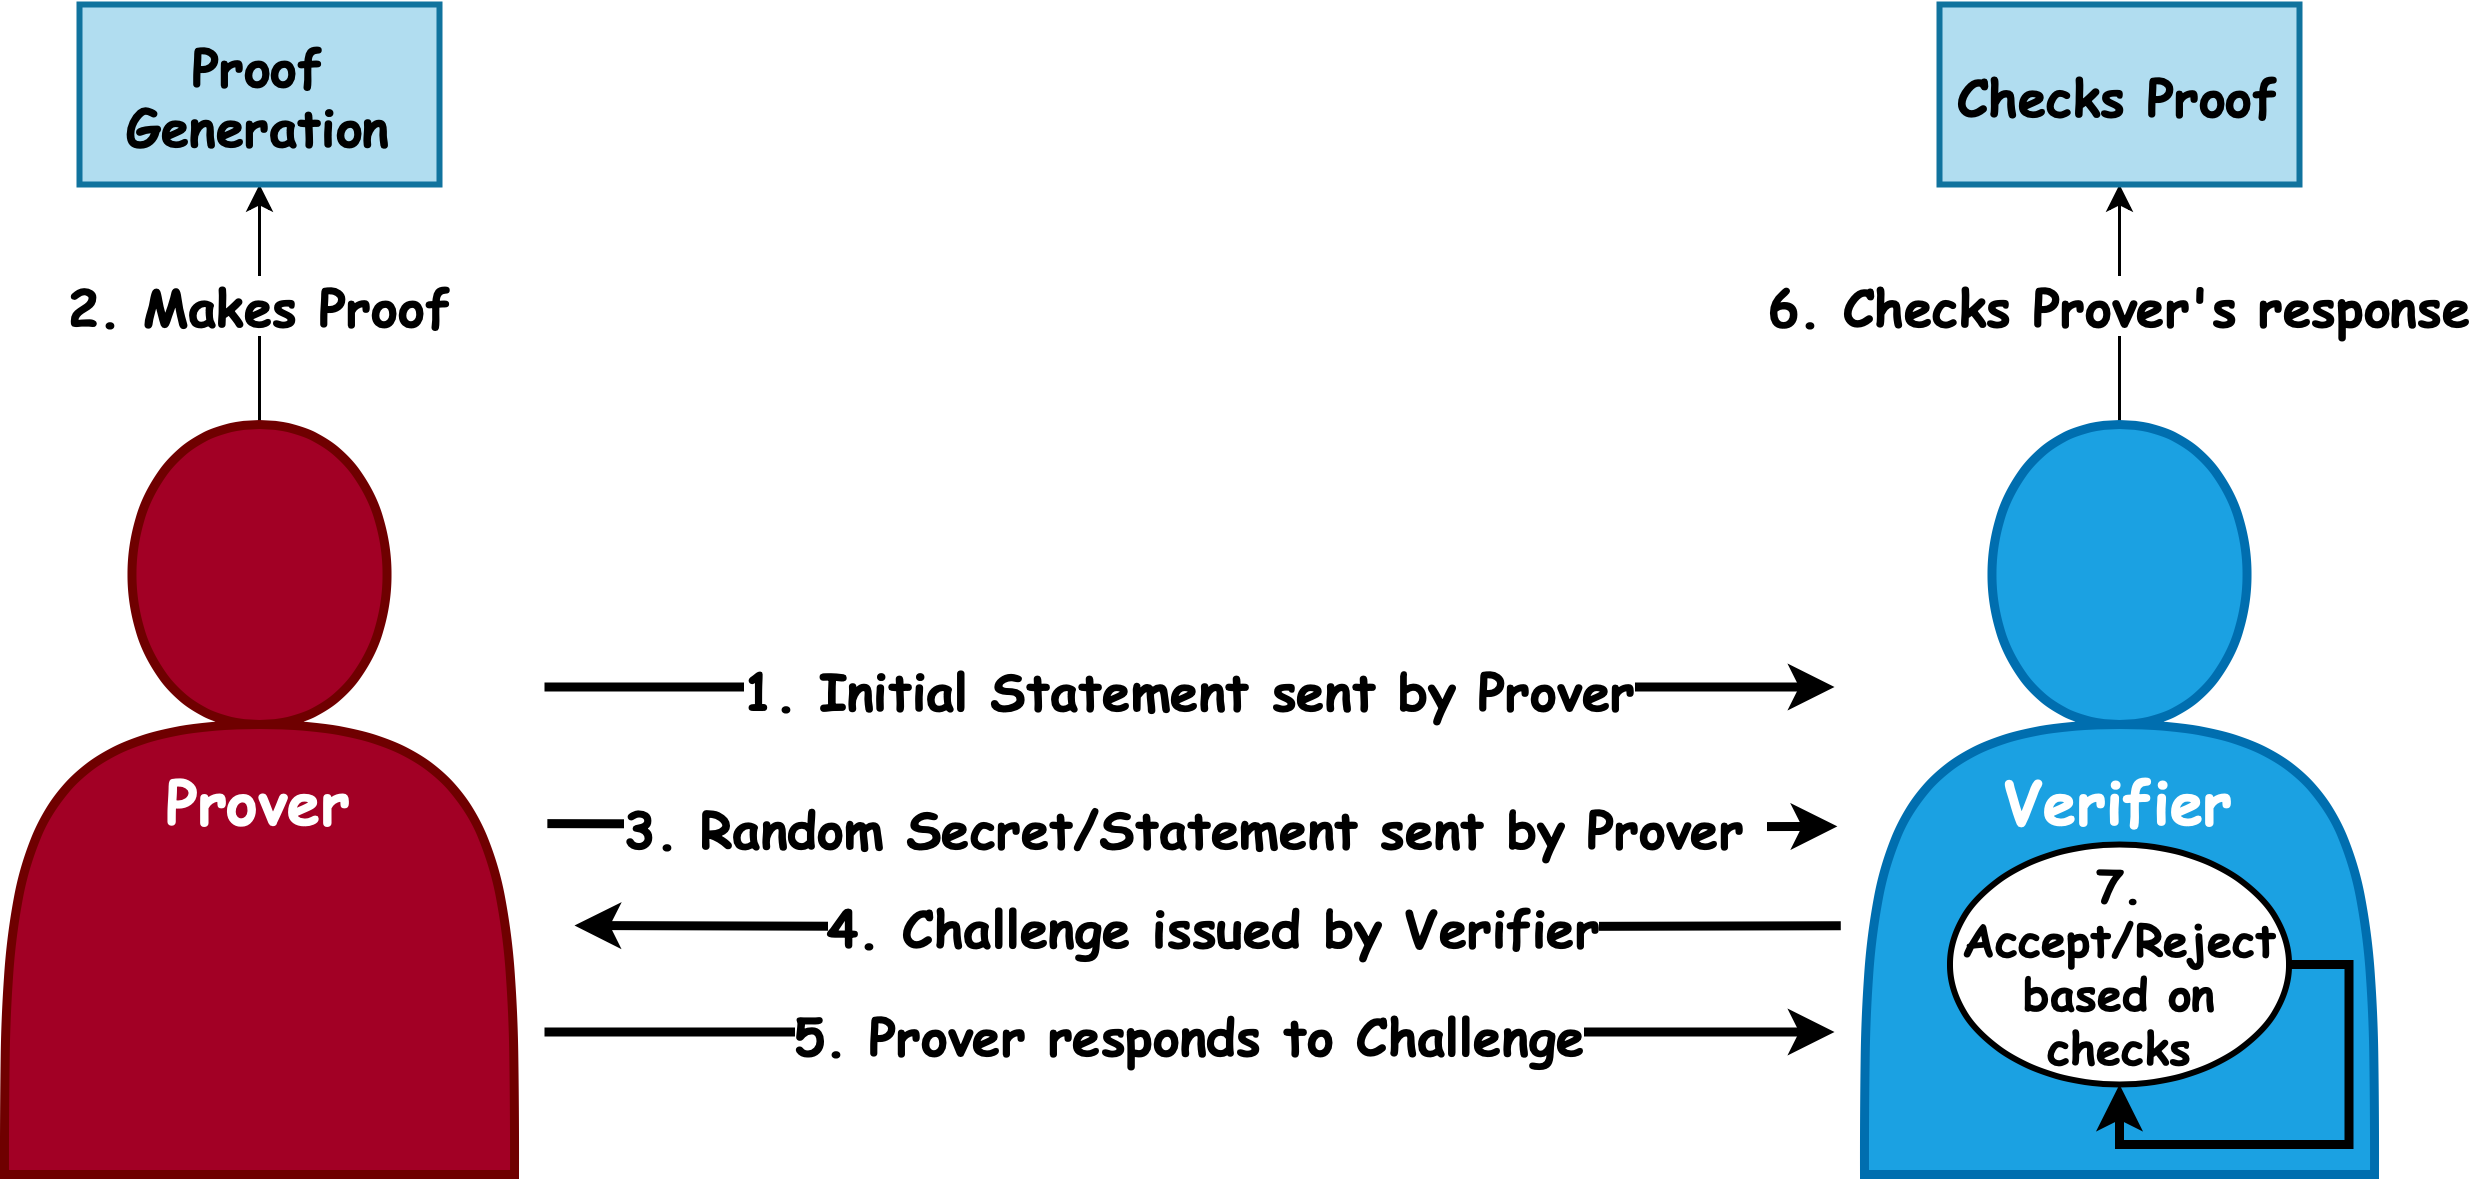 Proof
Generation
Checks Proof
2. Makes Proof
6. Checks Prover's response
1. Initial Statement sent by Prover
Prover
Verifier
3. Random Secret/Statement sent by Prover
7.
4. Challenge issued by Verifier
Accept/Reject
based on
checks
5. Prover responds to Challenge